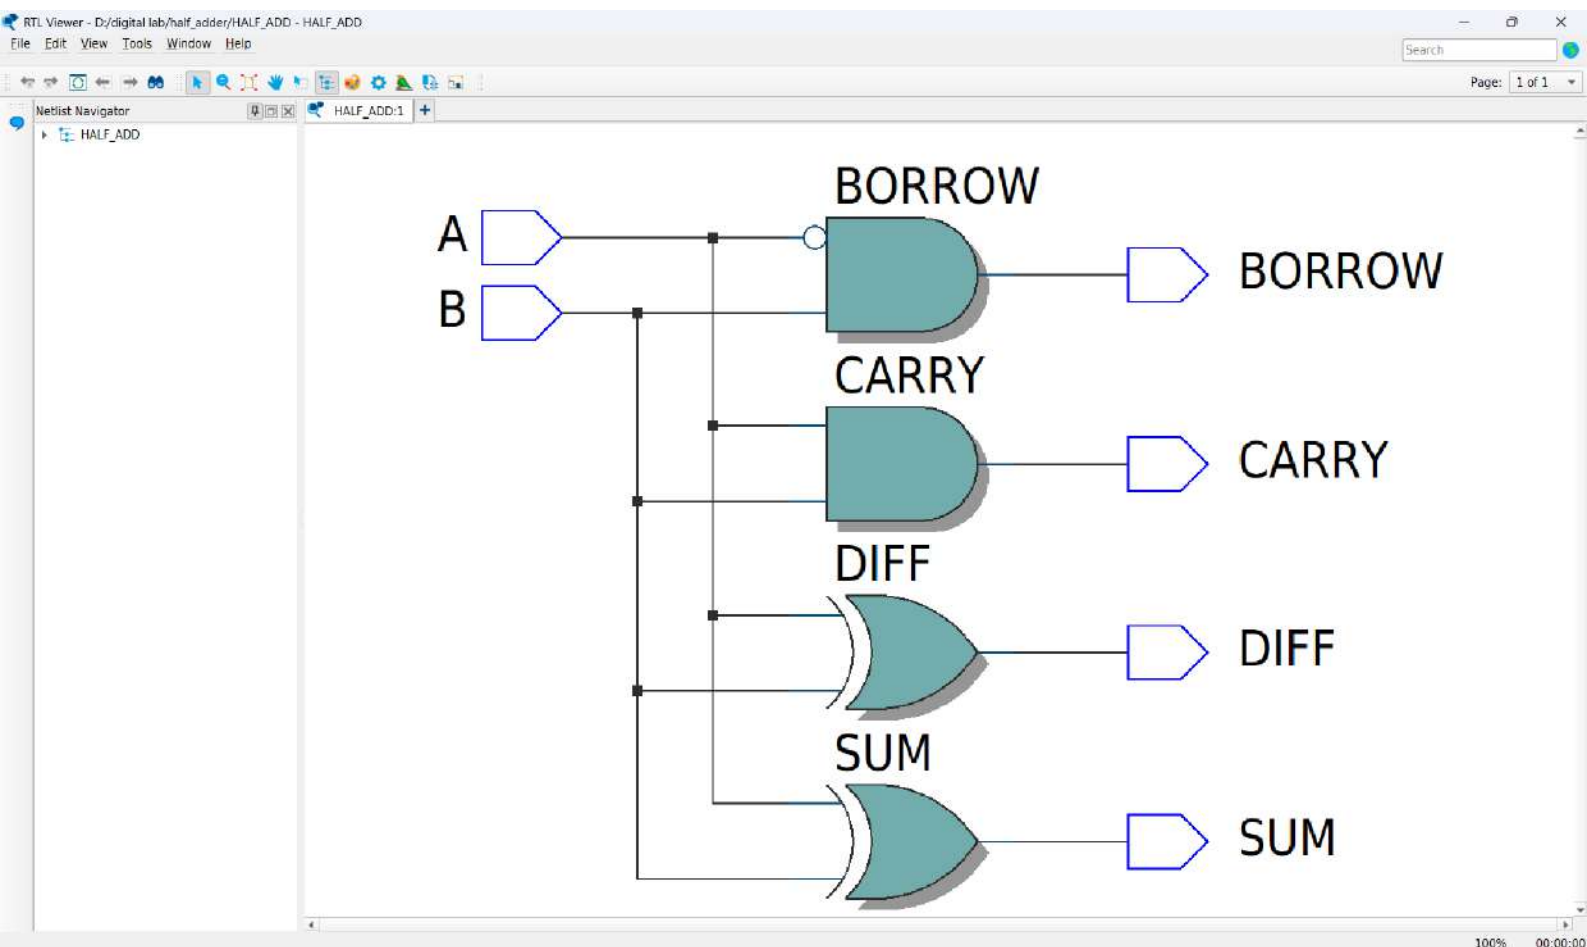 RTL Viewer - D:/digital lab/half_adder/HALF_ADD - HALF_ADD
File Edit View Tools Window Help
Search
Page: 1 of 1
Netlist Navigator
HALF_ADD:1
HALF_ADD
BORROW
A
BORROW
B
CARRY
CARRY
DIFF
DIFF
SUM
SUM
100% 00:00:00